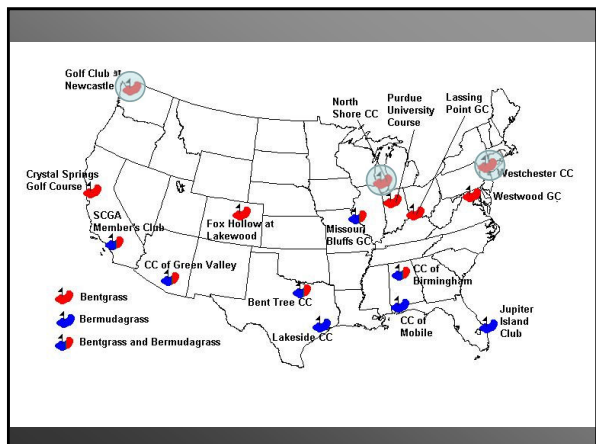 Golf Club at
Newcastle
North
Shore CC
Purdue
University
Course
Lassing
Point GC
Crystal Springs
Golf Course
Westchester CC
Westwood GC
SCGA
Member's Club
Fox Hollow at
Lakewood
Missouri
Bluffs GC
CC of Green Valley
CC of
Birmingham
Bent Tree CC
Lakeside CC
CC of
Mobile
Jupiter
Island
Club
Bentgrass
Bermudagrass
Bentgrass and Bermudagrass